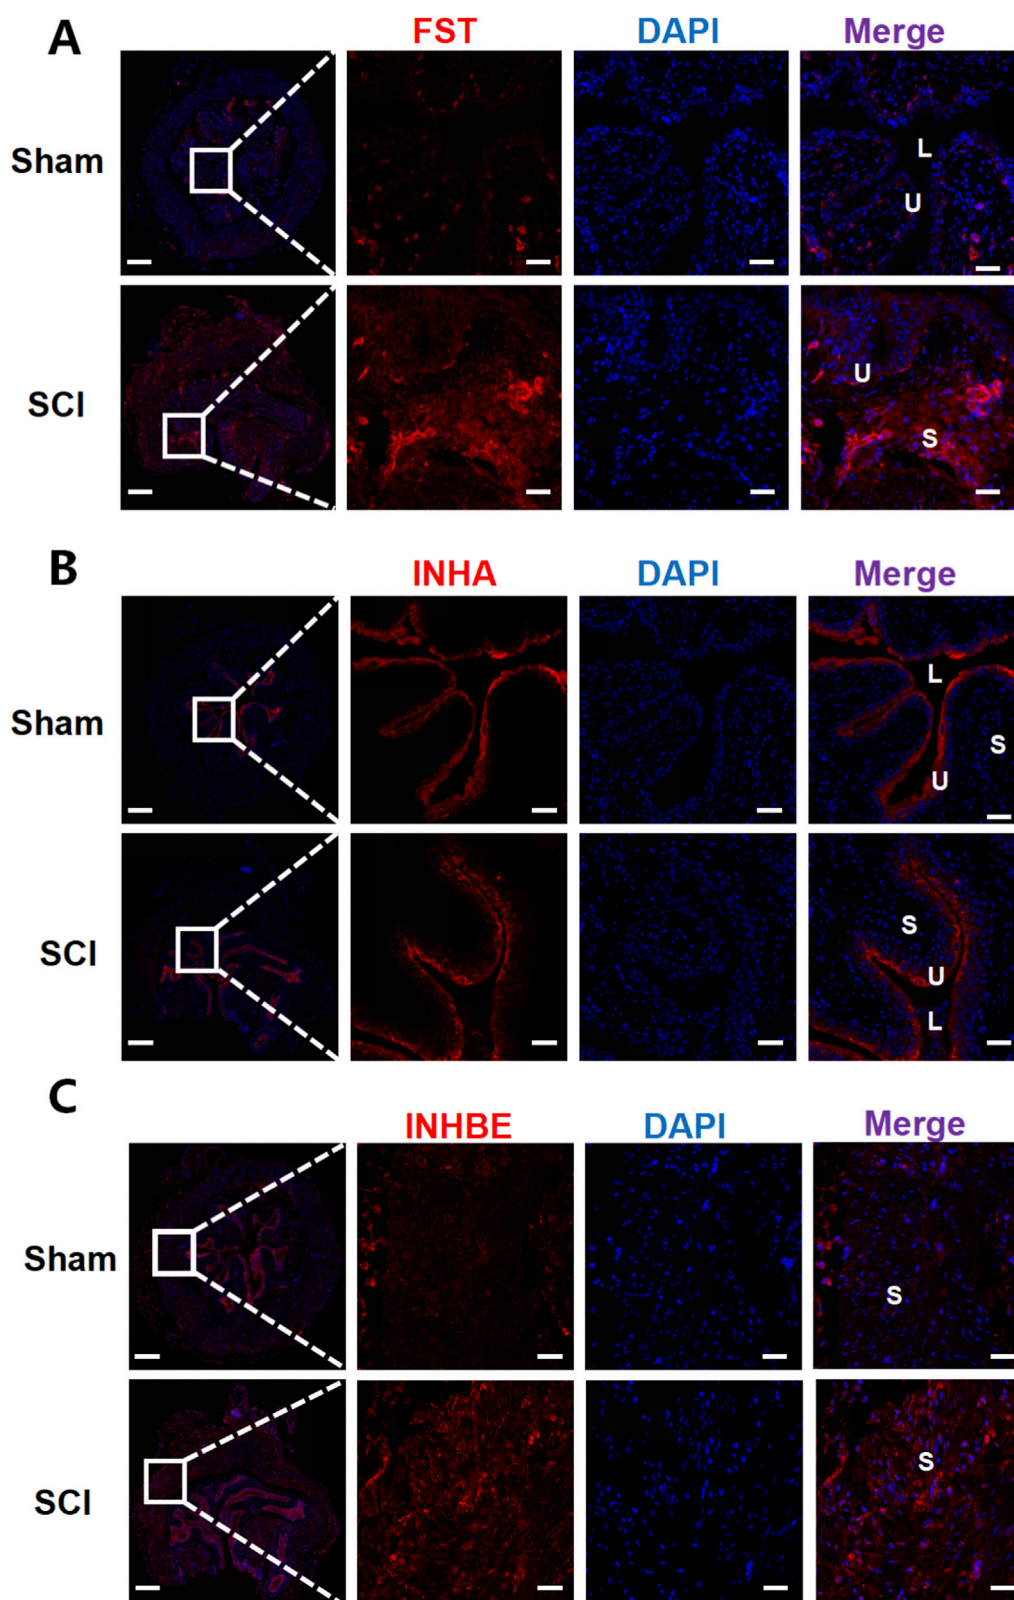 A
FST DAPI Merge
Sham
L
U
SCI
U
S
B
INHA DAPI Merge
Sham
L
S
U
SCI
S
U
L
C
INHBE DAPI Merge
Sham
S
SCI
S